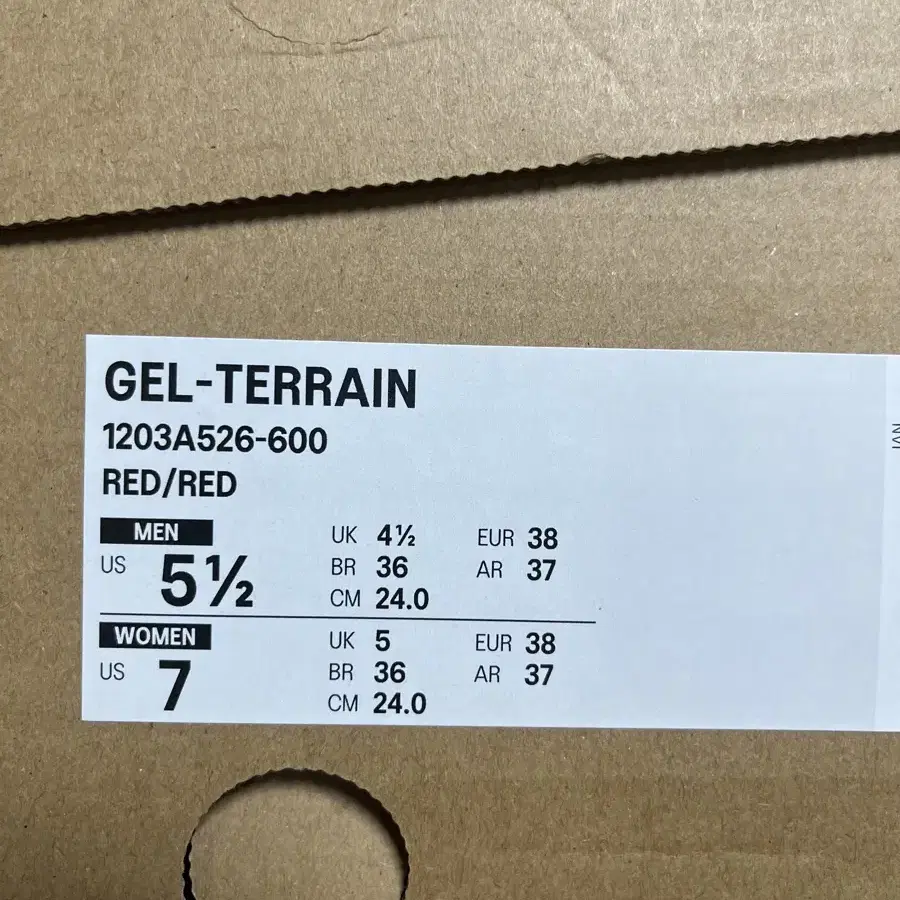 GEL-TERRAIN
1203A526-600
RED/RED
MEN
US 5½
UK 4½ EUR 38
BR 36 AR 37
CM 24.0
WOMEN
US 7
UK 5 EUR 38
BR 36 AR 37
CM 24.0